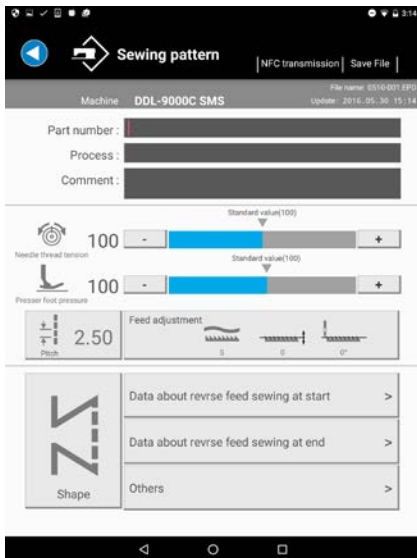 3:14
Sewing pattern
NFC transmission
Save File
File name: 0510-001.EPD
Machine DDL-9000C SMS
Update: 2016.05.30 15:14
Part number :
Process :
Comment :
Standard value(100)
100 - +
Needle thread tension
Standard value(100)
100 - +
Presser foot pressure
2.50
Pitch
Feed adjustment
S 0 0°
Data about revrse feed sewing at start >
Data about revrse feed sewing at end >
Shape
Others >